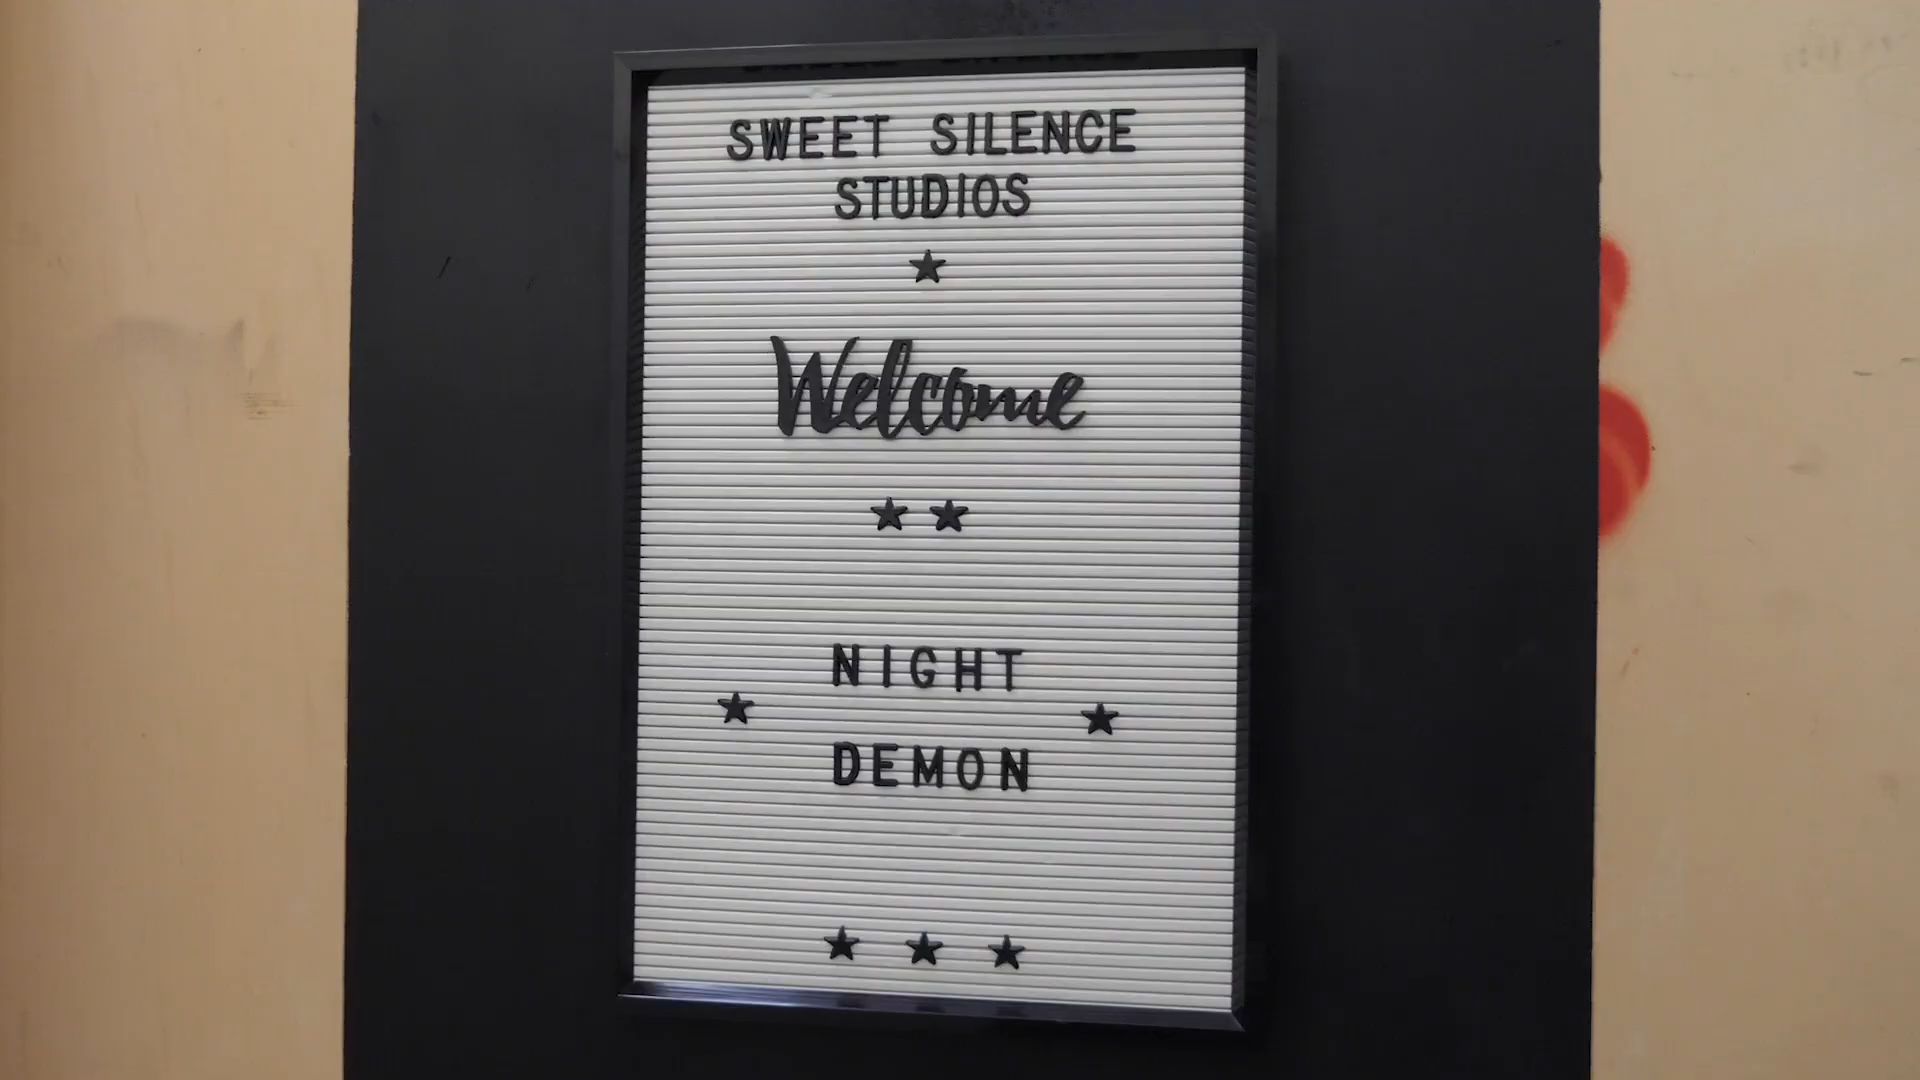 SWEET SILENCE
STUDIOS
★
Welcome
★ ★
NIGHT
★ ★
DEMON
★ ★ ★